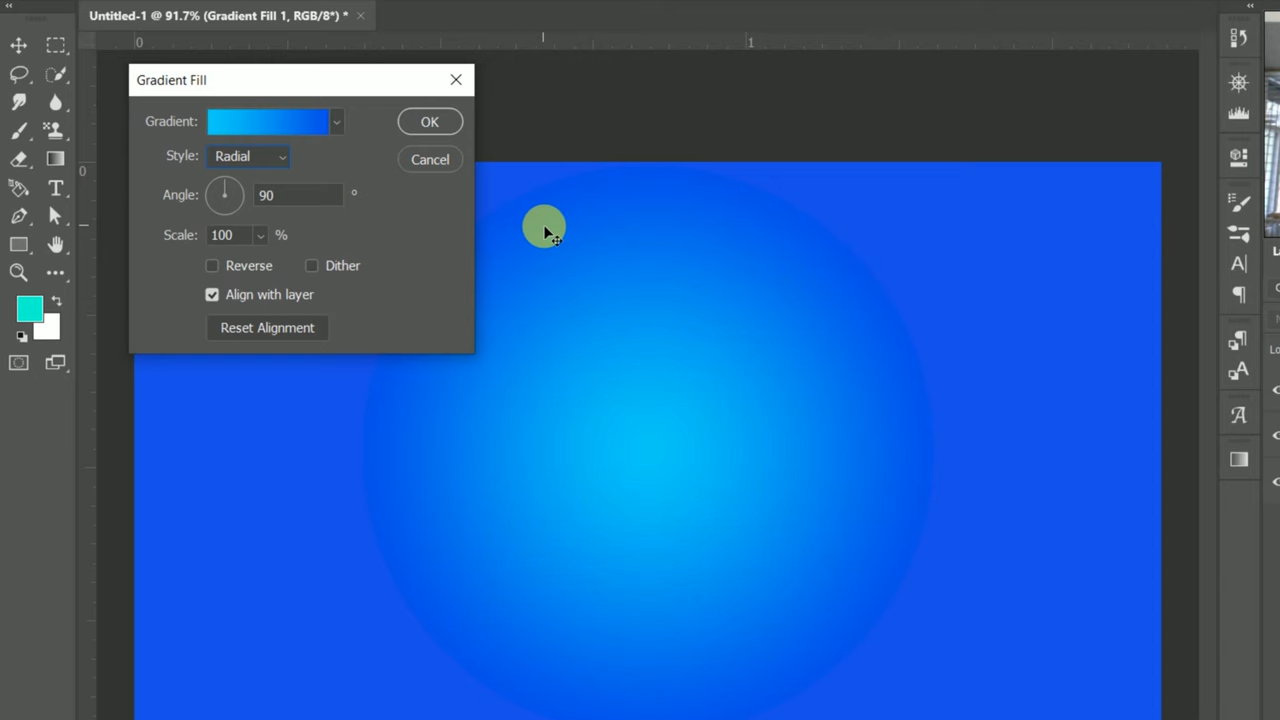 Untitled-1 @ 91.7% (Gradient Fill 1, RGB/8*) *
0
1
0
Gradient Fill
Gradient:
OK
Style: Radial
Cancel
Angle: 90 °
Scale: 100 %
Reverse Dither
Align with layer
Reset Alignment